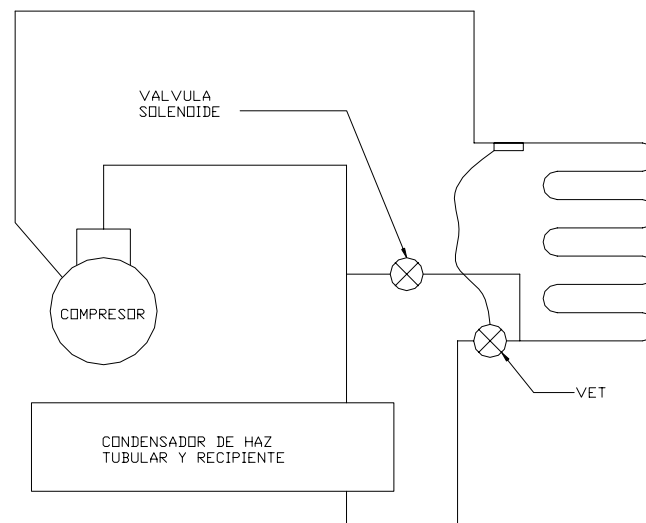 VALVULA
SOLENOIDE
COMPRESOR
VET
CONDENSADOR DE HAZ
TUBULAR Y RECIPIENTE